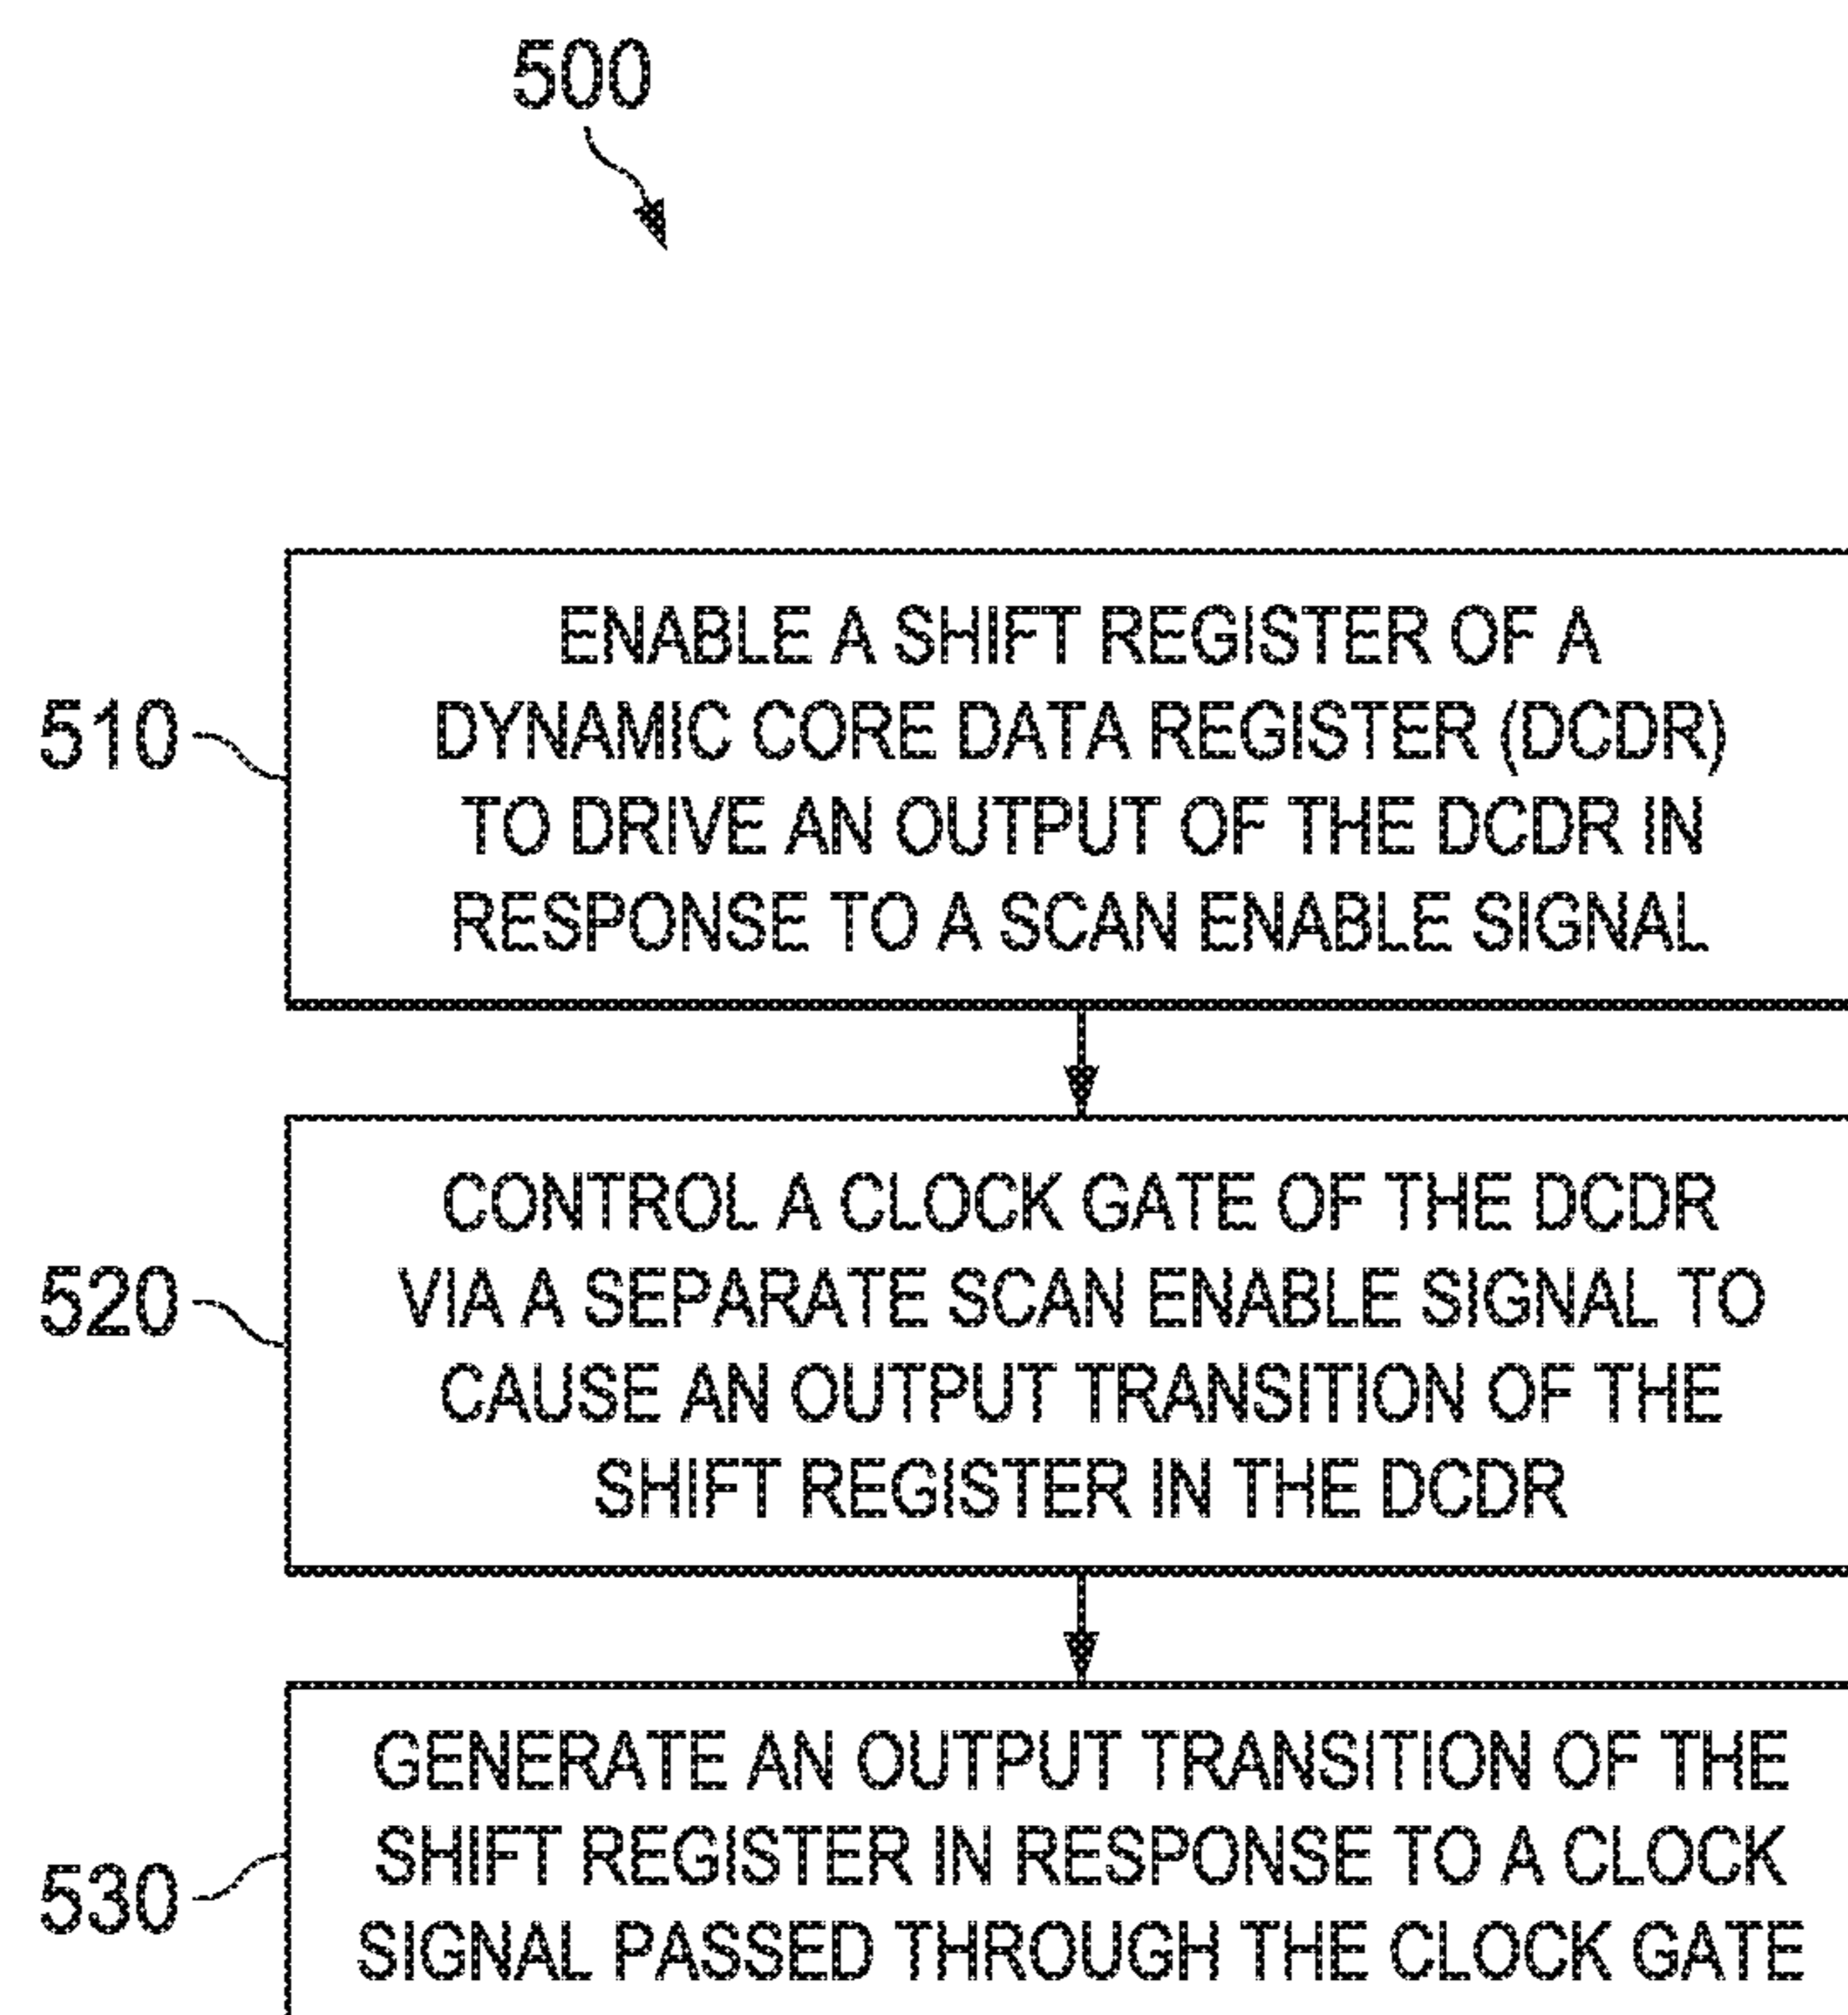 500
510
ENABLE A SHIFT REGISTER OF A
DYNAMIC CORE DATA REGISTER (DCDR)
TO DRIVE AN OUTPUT OF THE DCDR IN
RESPONSE TO A SCAN ENABLE SIGNAL
520
CONTROL A CLOCK GATE OF THE DCDR
VIA A SEPARATE SCAN ENABLE SIGNAL TO
CAUSE AN OUTPUT TRANSITION OF THE
SHIFT REGISTER IN THE DCDR
530
GENERATE AN OUTPUT TRANSITION OF THE
SHIFT REGISTER IN RESPONSE TO A CLOCK
SIGNAL PASSED THROUGH THE CLOCK GATE